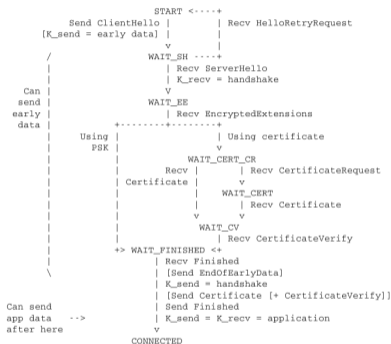 START <----+
Send ClientHello | | Recv HelloRetryRequest
[K_send = early data] | |
v |
/ WAIT_SH ----+
| | Recv ServerHello
| | K_recv = handshake
Can | V
send | WAIT_EE
early | | Recv EncryptedExtensions
data | +--------+--------+
| Using | | Using certificate
| PSK | v
| | WAIT_CERT_CR
| | Recv | | Recv CertificateRequest
| | Certificate | v
| | | WAIT_CERT
| | | | Recv Certificate
| | v v
| | WAIT_CV
| | | Recv CertificateVerify
| +> WAIT_FINISHED <+
| | Recv Finished
\ | [Send EndOfEarlyData]
| K_send = handshake
| [Send Certificate [+ CertificateVerify]]
Can send | Send Finished
app data --> | K_send = K_recv = application
after here v
CONNECTED